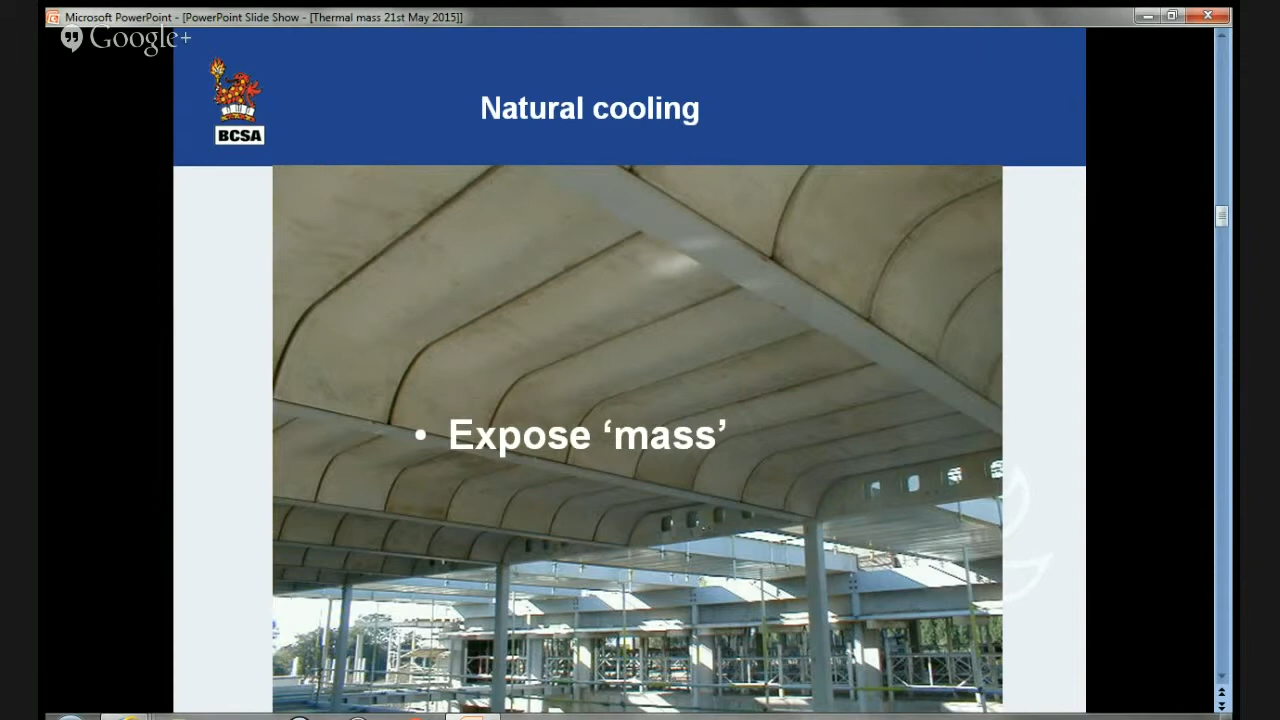 Microsoft PowerPoint - [PowerPoint Slide Show - [Thermal mass 21st May 2015]]
Google+
Natural cooling
BCSA
• Expose ‘mass’